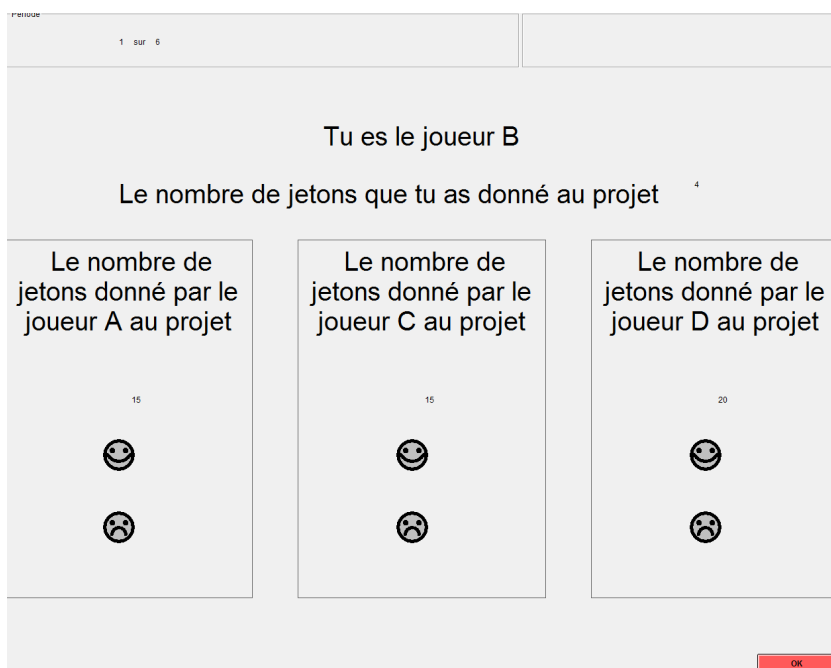 Période
1 sur 6
Tu es le joueur B
Le nombre de jetons que tu as donné au projet 4
Le nombre de
jetons donné par le
joueur A au projet
15
Le nombre de
jetons donné par le
joueur C au projet
15
Le nombre de
jetons donné par le
joueur D au projet
20
OK